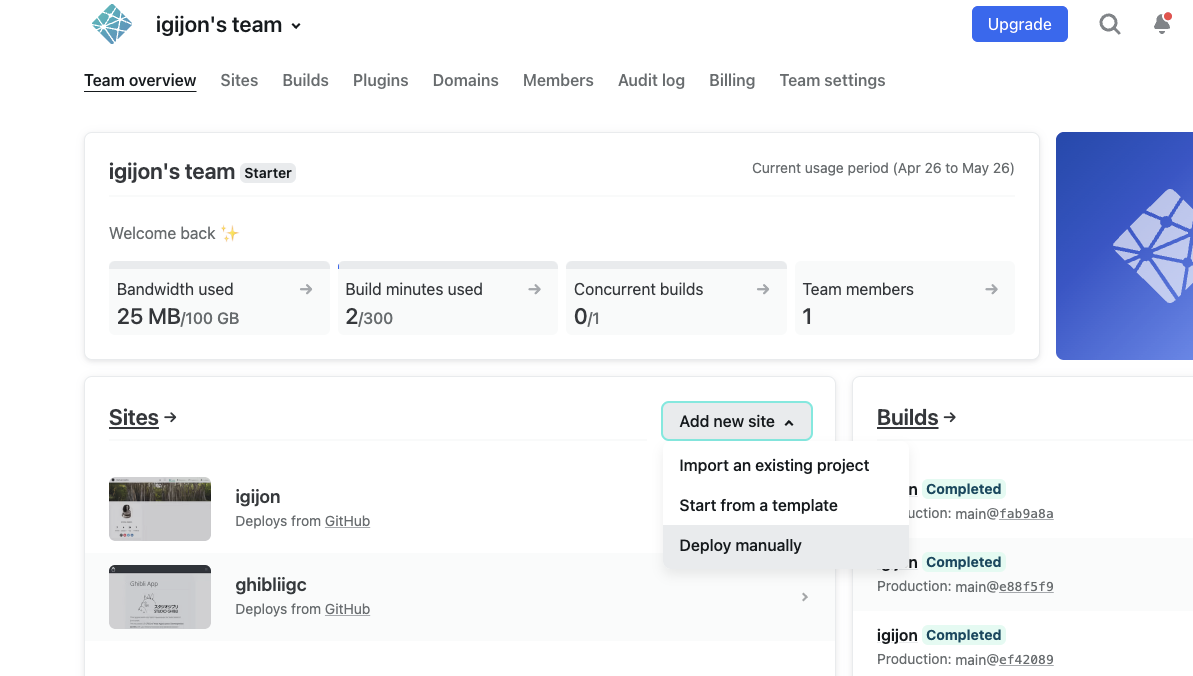 igijon's team
Upgrade
Team overview Sites Builds Plugins Domains Members Audit log Billing Team settings
igijon's team Starter
Current usage period (Apr 26 to May 26)
Welcome back ✨
Bandwidth used
25 MB/100 GB
Build minutes used
2/300
Concurrent builds
0/1
Team members
1
Sites
Add new site
Import an existing project
Start from a template
Deploy manually
igijon
Deploys from GitHub
Ghibli App
ghibliigc
Deploys from GitHub
Builds
n Completed
uction: main@fab9a8a
Completed
Production: main@e88f5f9
igijon Completed
Production: main@ef42089